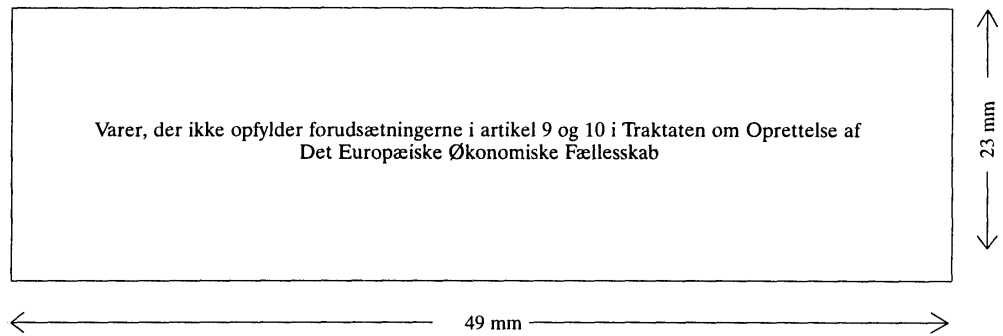 Varer, der ikke opfylder forudsætningerne i artikel 9 og 10 i Traktaten om Oprettelse af
Det Europæiske Økonomiske Fællesskab
23 mm
49 mm